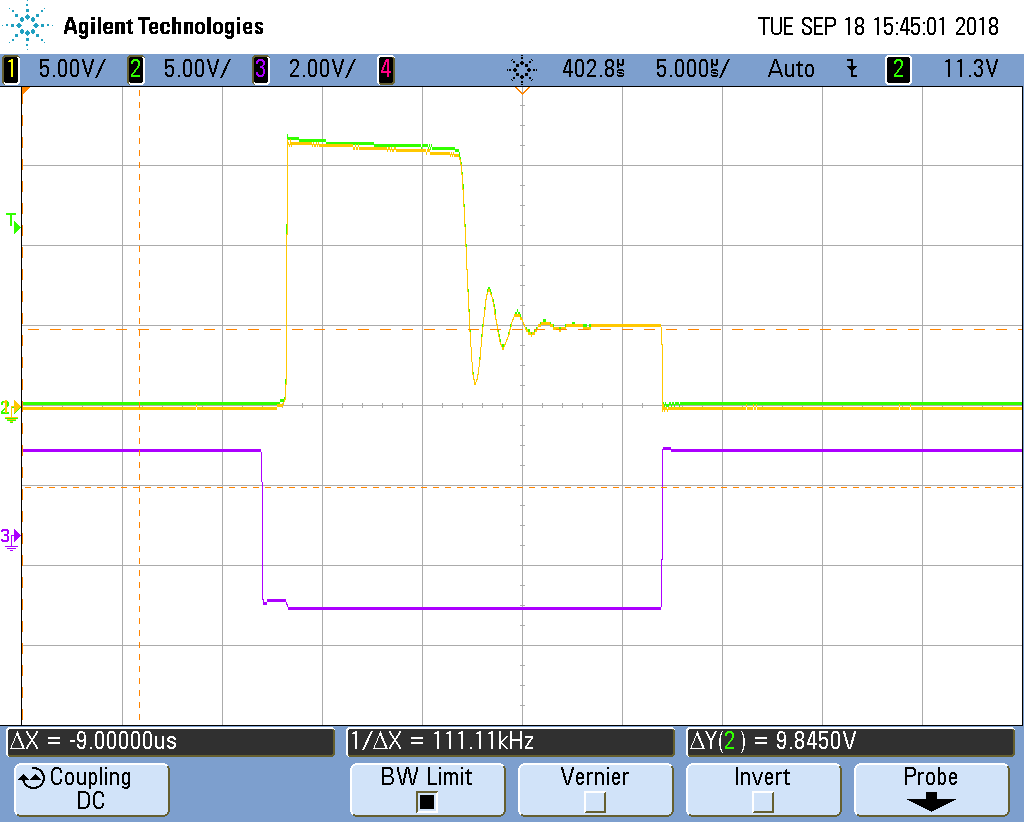 Agilent Technologies TUE SEP 18 15:45:01 2018
1 5.00V/ 2 5.00V/ 3 2.00V/ 4 402.8µs 5.000µs/ Auto 2 11.3V
T
2
3
ΔX = -9.00000us 1/ΔX = 111.11kHz ΔY(2) = 9.8450V
Coupling BW Limit Vernier Invert Probe
DC